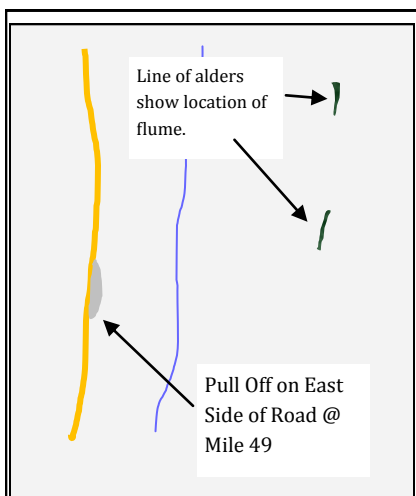 Line of alders
show location of
flume.
Pull Off on East
Side of Road @
Mile 49